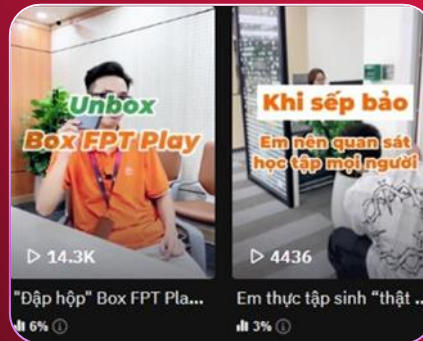 Unbox
Box FPT Play
14.3K
"Đập hộp" Box FPT Pla...
6%
Khi sếp bảo
Em nên quan sát
học tập mọi người
4436
Em thực tập sinh “thật ...
3%